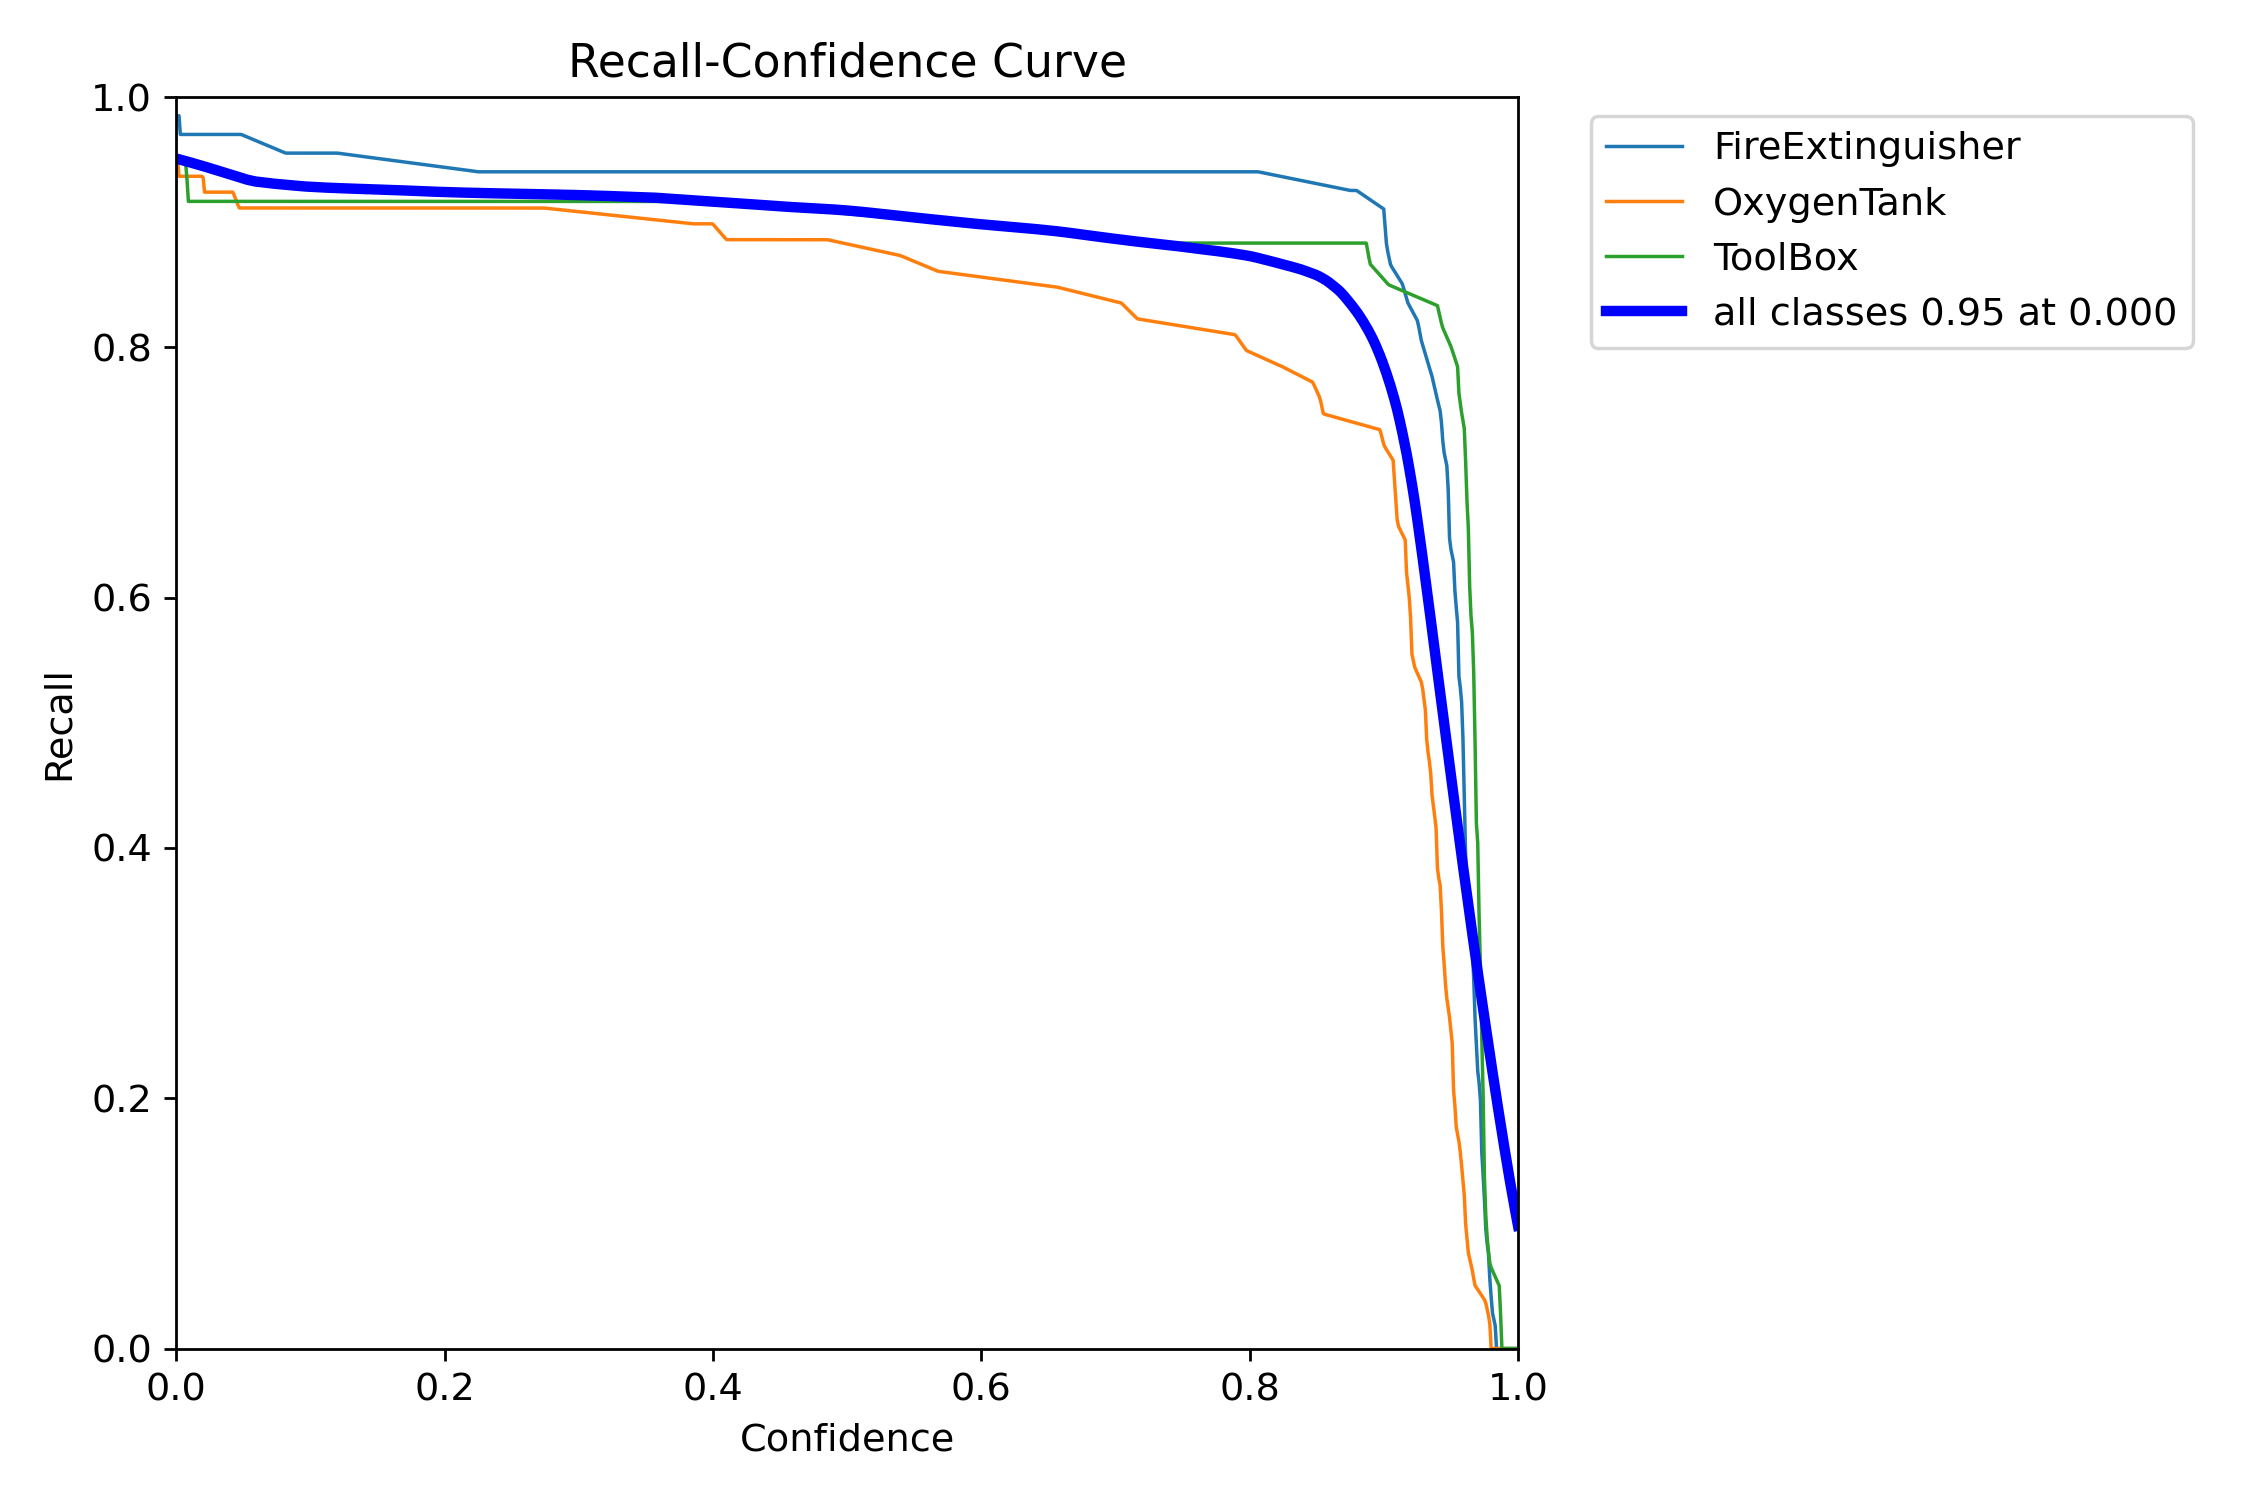 Recall-Confidence Curve
1.0
0.8
0.6
0.4
0.2
0.0
Recall
0.0 0.2 0.4 0.6 0.8 1.0
Confidence
FireExtinguisher
OxygenTank
ToolBox
all classes 0.95 at 0.000